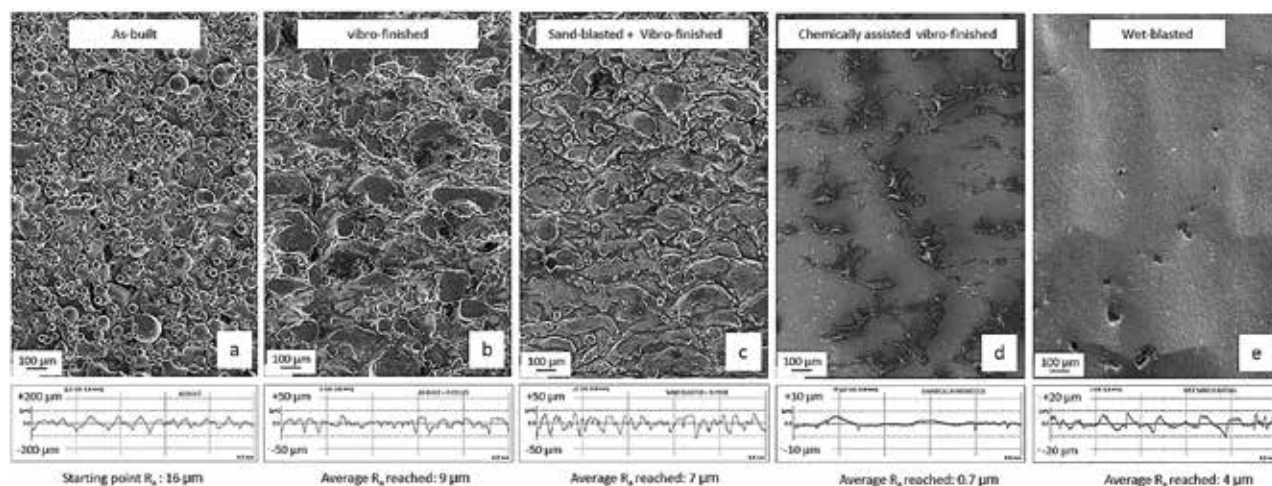 As-built
vibro-finished
Sand-blasted + Vibro-finished
Chemically assisted vibro-finished
Wet-blasted
a
b
c
d
e
100 µm
100 µm
100 µm
100 µm
100 µm
+200 µm
-200 µm
+50 µm
-50 µm
+50 µm
-50 µm
+10 µm
-10 µm
+20 µm
-20 µm
Starting point Ra : 16 µm
Average Ra reached: 9 µm
Average Ra reached: 7 µm
Average Ra reached: 0.7 µm
Average Ra reached: 4 µm